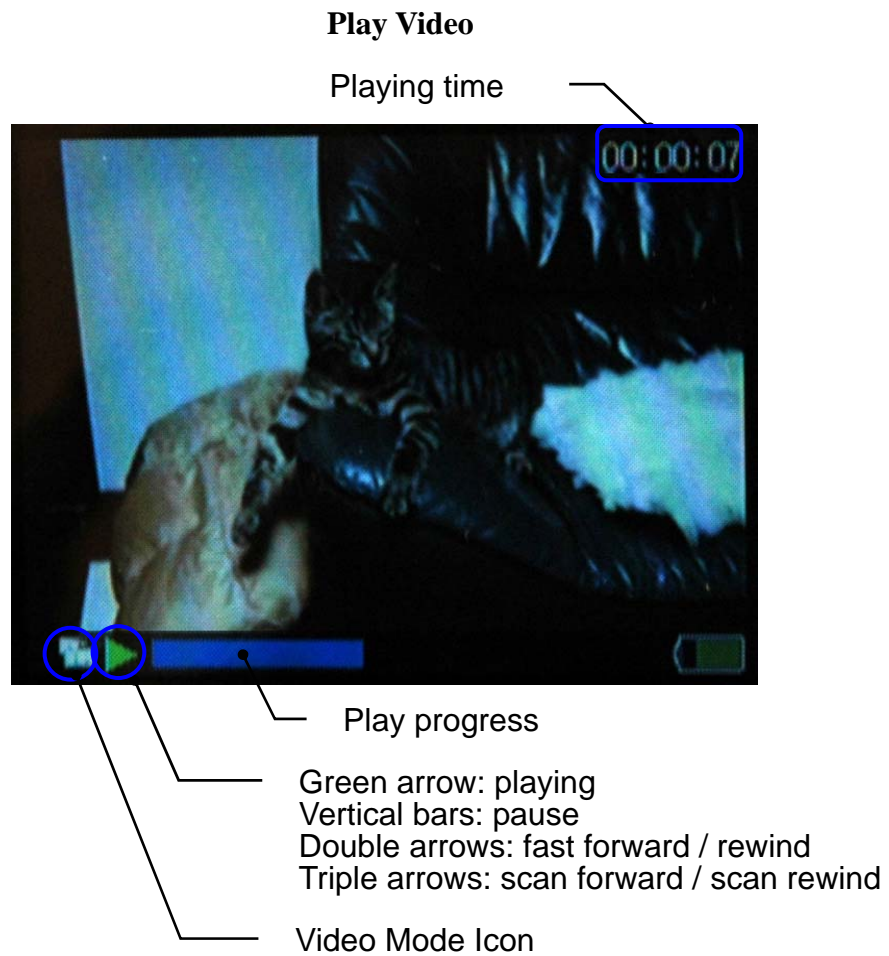 Play Video
Playing time
00:00:07
Play progress
Green arrow: playing
Vertical bars: pause
Double arrows: fast forward / rewind
Triple arrows: scan forward / scan rewind
Video Mode Icon